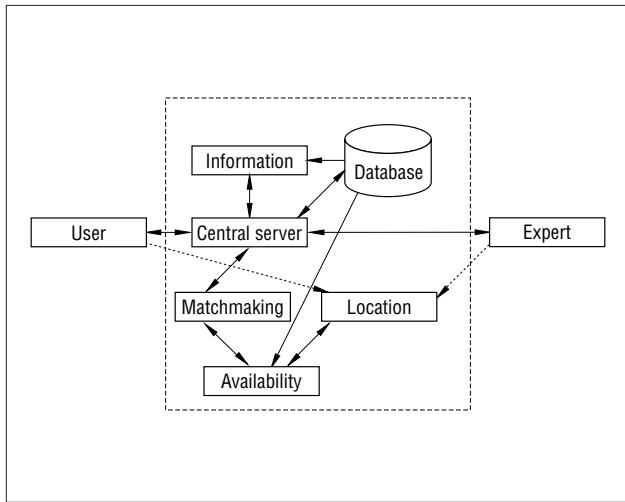 Information
Database
User
Central server
Expert
Matchmaking
Location
Availability